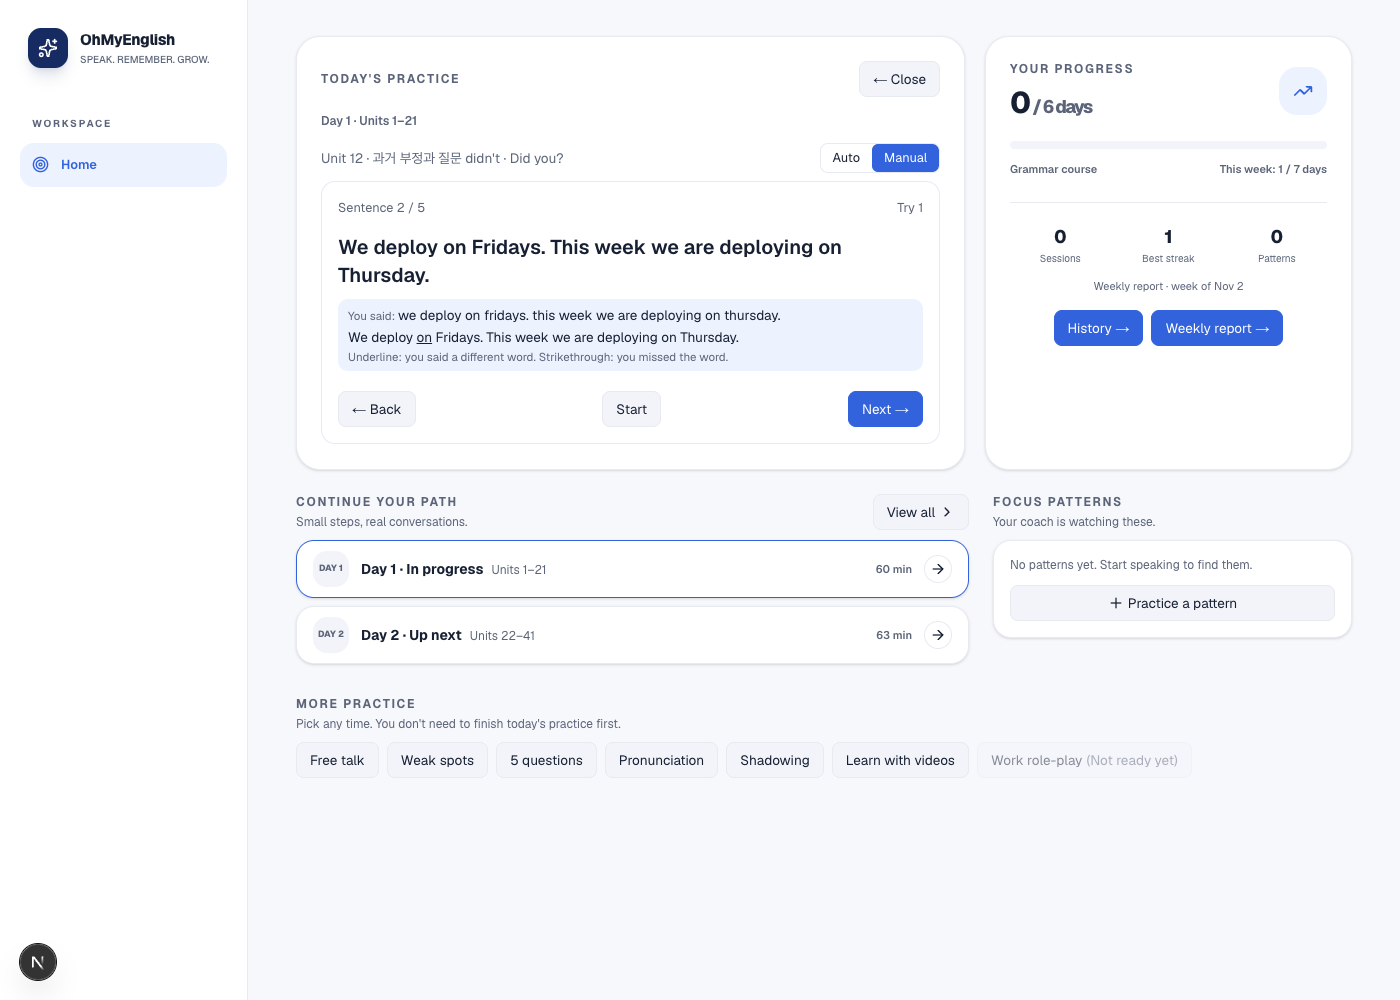 OhMyEnglish
SPEAK. REMEMBER. GROW.
WORKSPACE
Home
TODAY'S PRACTICE
← Close
Day 1 · Units 1–21
Unit 12 · 과거 부정과 질문 didn't · Did you?
Auto
Manual
Sentence 2 / 5
Try 1
We deploy on Fridays. This week we are deploying on
Thursday.
You said: we deploy on fridays. this week we are deploying on thursday.
We deploy on Fridays. This week we are deploying on Thursday.
Underline: you said a different word. Strikethrough: you missed the word.
← Back
Start
Next →
YOUR PROGRESS
0 / 6 days
Grammar course
This week: 1 / 7 days
0
Sessions
1
Best streak
0
Patterns
Weekly report · week of Nov 2
History →
Weekly report →
CONTINUE YOUR PATH
Small steps, real conversations.
View all
DAY 1
Day 1 · In progress Units 1–21
60 min
DAY 2
Day 2 · Up next Units 22–41
63 min
FOCUS PATTERNS
Your coach is watching these.
No patterns yet. Start speaking to find them.
+ Practice a pattern
MORE PRACTICE
Pick any time. You don't need to finish today's practice first.
Free talk
Weak spots
5 questions
Pronunciation
Shadowing
Learn with videos
Work role-play (Not ready yet)
N